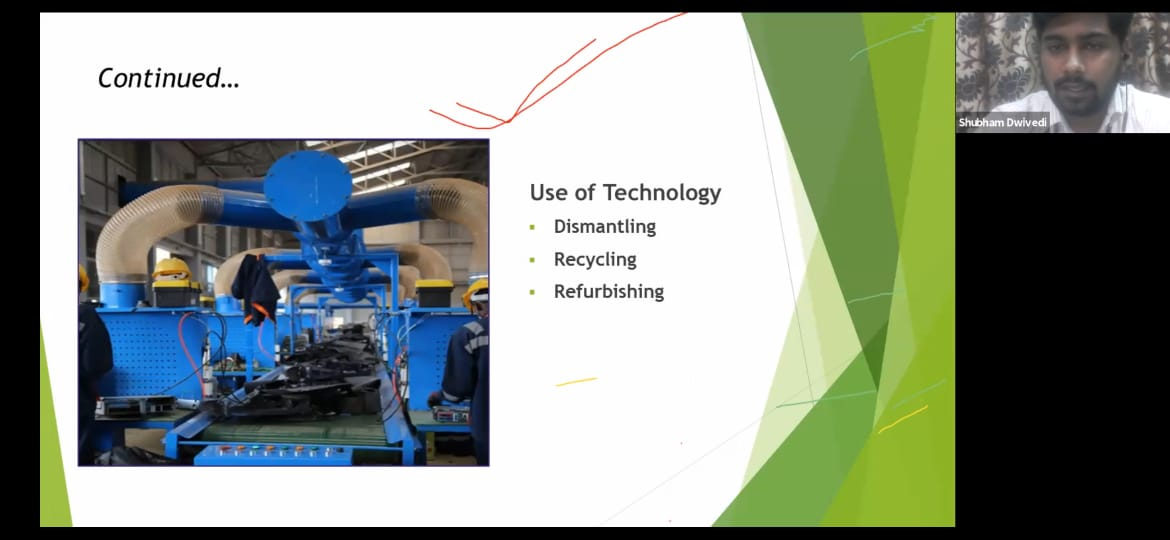 Continued...
Use of Technology
Dismantling
Recycling
Refurbishing
Shubham Dwivedi